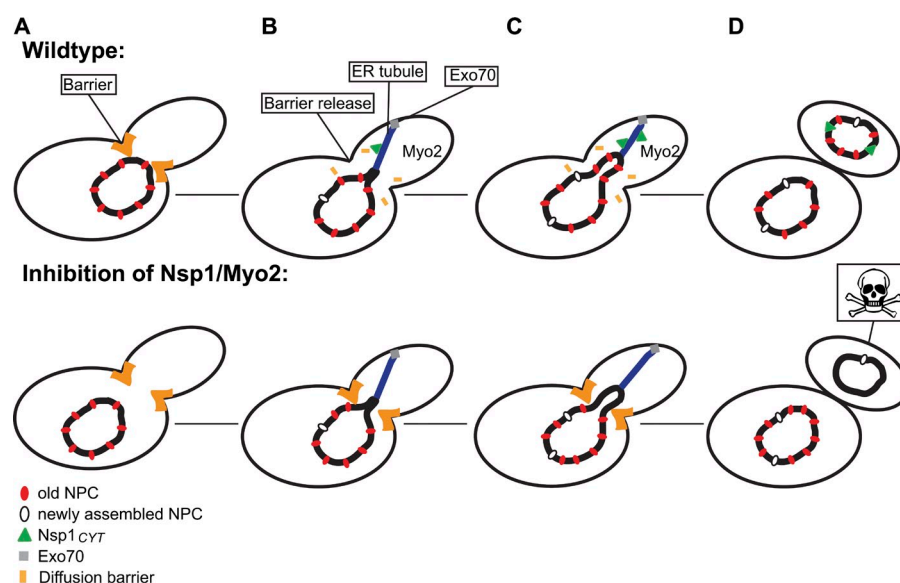 A B C D
Wildtype:
Barrier
Barrier release
ER tubule
Exo70
Myo2
Myo2
Inhibition of Nsp1/Myo2:
old NPC
newly assembled NPC
Nsp1CYT
Exo70
Diffusion barrier